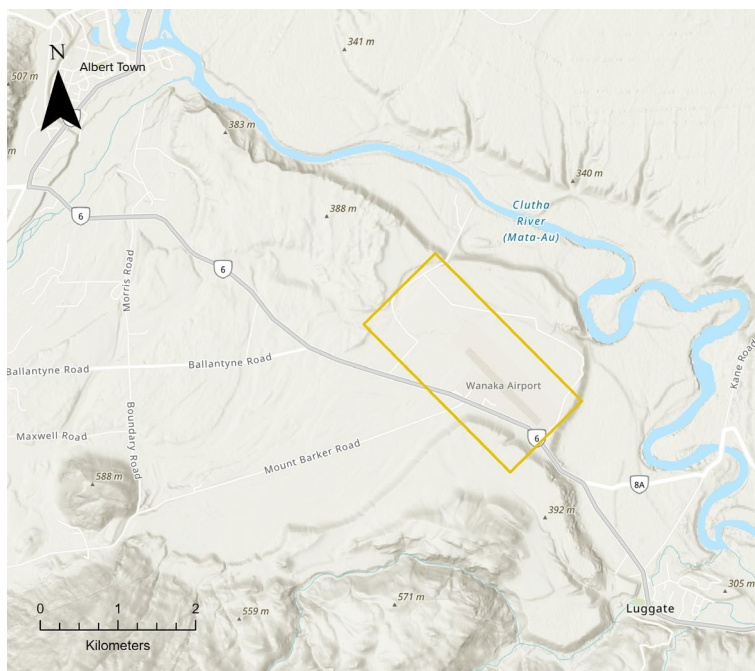 341 m
N
Albert Town
507 m
383 m
m
340 m
388 m
Clutha
River
(Mata-Au)
6
6
Morris Road
Ballantyne Road
Ballantyne Road
Wanaka Airport
Kane Road
Boundary Road
Maxwell Road
6
Mount Barker Road
588 m
8A
392 m
0 1 2
Kilometers
559 m
571 m
305 m
Luggate